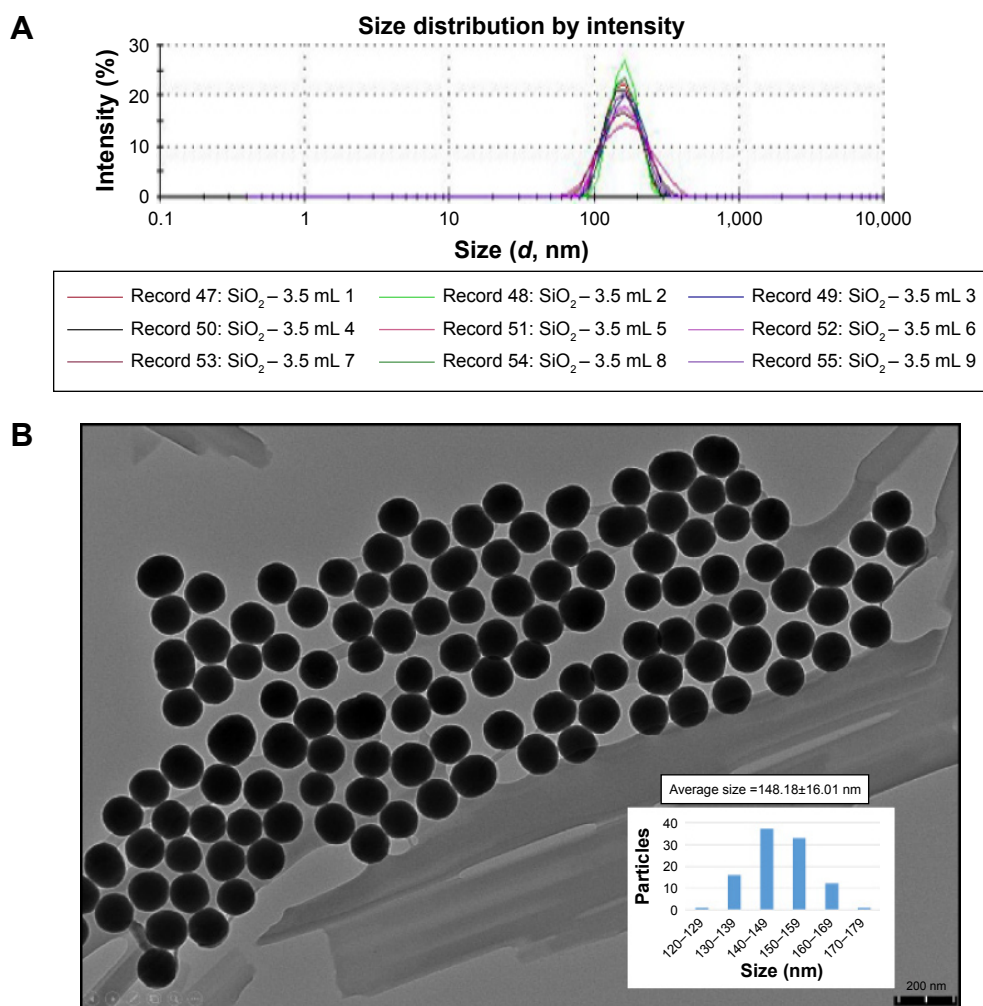 A
Size distribution by intensity
30
20
10
0
Intensity (%)
0.1 1 10 100 1,000 10,000
Size (d, nm)
Record 47: SiO₂ – 3.5 mL 1 Record 48: SiO₂ – 3.5 mL 2 Record 49: SiO₂ – 3.5 mL 3
Record 50: SiO₂ – 3.5 mL 4 Record 51: SiO₂ – 3.5 mL 5 Record 52: SiO₂ – 3.5 mL 6
Record 53: SiO₂ – 3.5 mL 7 Record 54: SiO₂ – 3.5 mL 8 Record 55: SiO₂ – 3.5 mL 9
B
Average size =148.18±16.01 nm
40
30
20
10
0
Particles
120–129 130–139 140–149 150–159 160–169 170–179
Size (nm)
200 nm